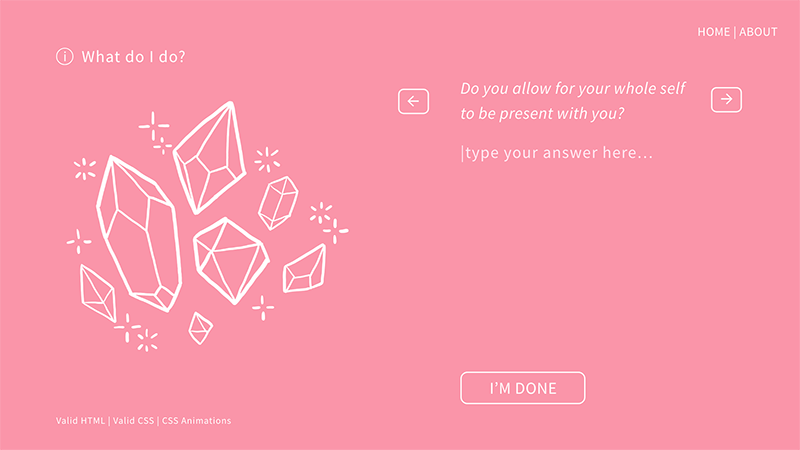 HOME | ABOUT
What do I do?
Do you allow for your whole self
to be present with you?
|type your answer here...
I'M DONE
Valid HTML | Valid CSS | CSS Animations